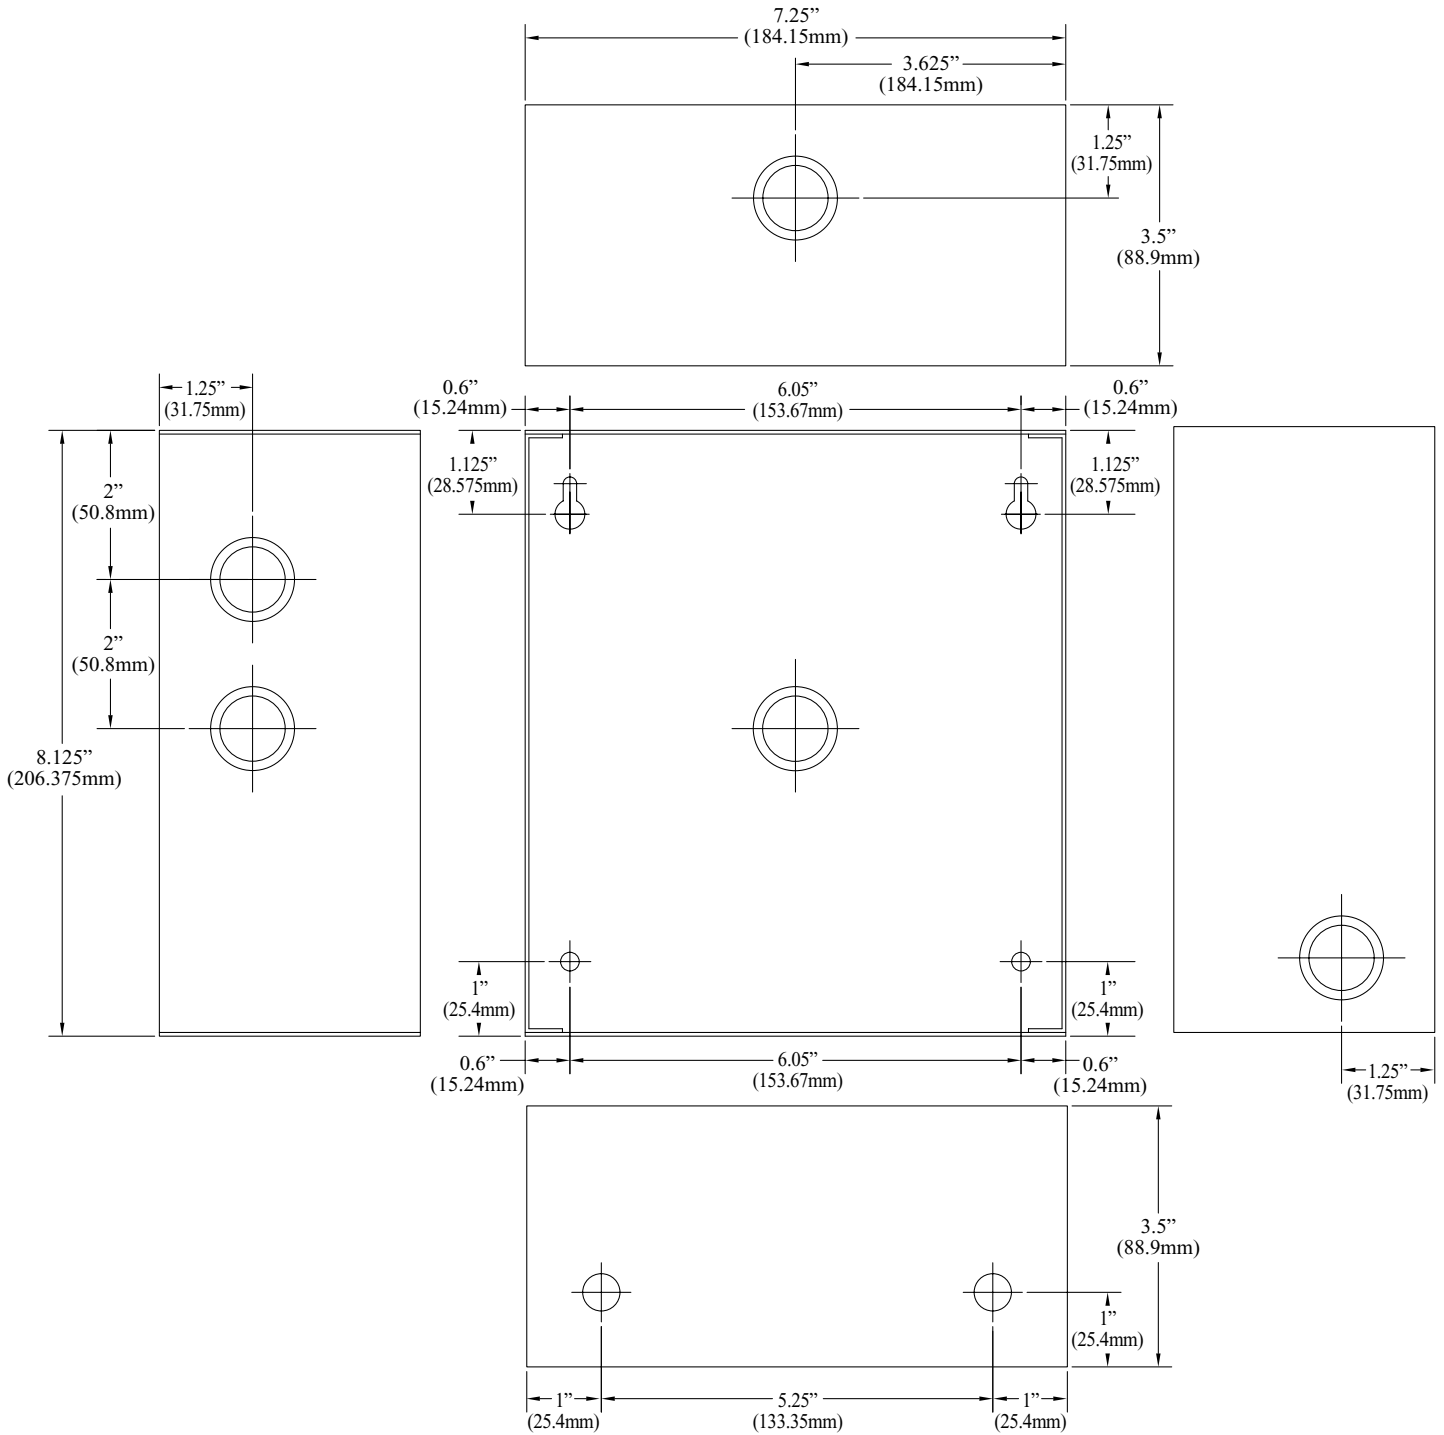 7.25”
(184.15mm)
3.625”
(184.15mm)
1.25”
(31.75mm)
3.5”
(88.9mm)
1.25”
(31.75mm)
0.6”
(15.24mm)
6.05”
(153.67mm)
0.6”
(15.24mm)
2”
(50.8mm)
1.125”
(28.575mm)
1.125”
(28.575mm)
2”
(50.8mm)
8.125”
(206.375mm)
1”
(25.4mm)
1”
(25.4mm)
0.6”
(15.24mm)
6.05”
(153.67mm)
0.6”
(15.24mm)
1.25”
(31.75mm)
3.5”
(88.9mm)
1”
(25.4mm)
1”
(25.4mm)
5.25”
(133.35mm)
1”
(25.4mm)